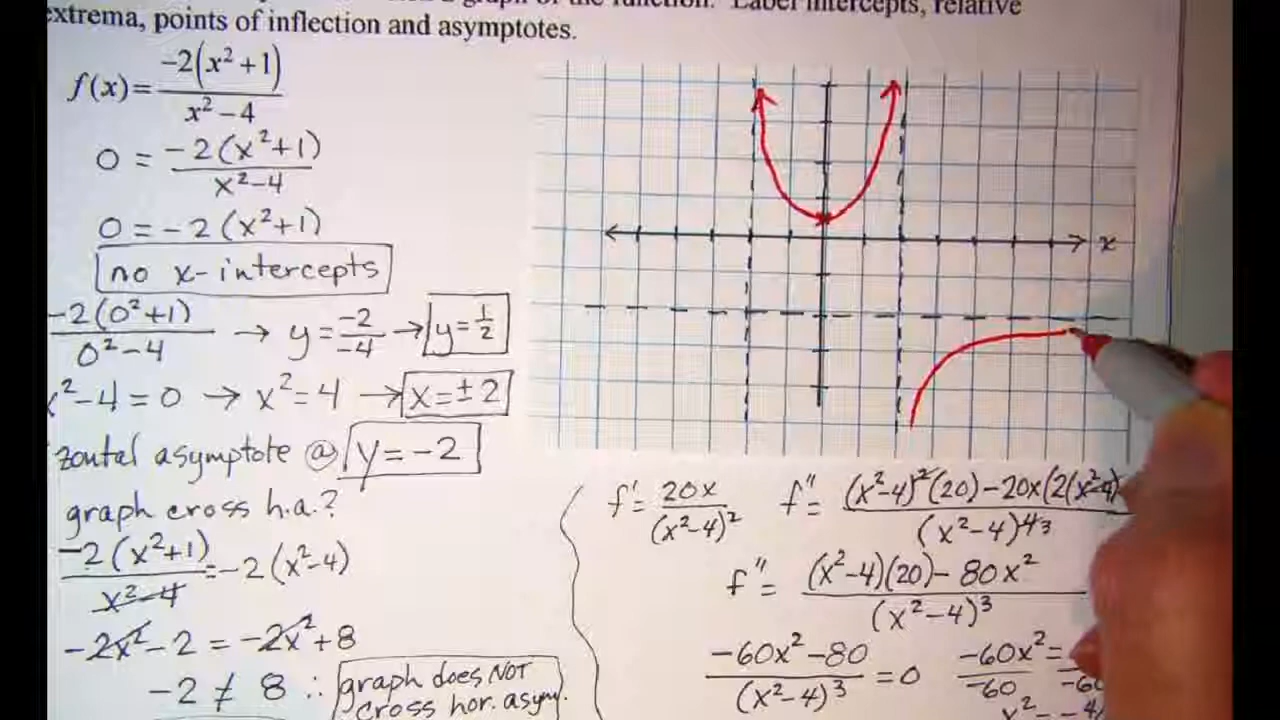 extrema, points of inflection and asymptotes.
f(x)= -2(x²+1) / x²-4
0 = -2(x²+1) / x²-4
0 = -2(x²+1)
no x-intercepts
-2(0²+1) / 0²-4 → y = -2/-4 → y = 1/2
x²-4=0 → x²=4 → x=±2
zontal asymptote @ y=-2
graph cross h.a.?
-2(x²+1) / x²-4 = -2(x²-4)
-2x²-2 = -2x²+8
-2 ≠ 8 ∴ graph does NOT
cross hor. asym.
x
f' = 20x / (x²-4)² f'' = (x²-4)²(20)-20x(2(x²-4) / (x²-4)⁴³
f'' = (x²-4)(20)-80x² / (x²-4)³
-60x²-80 / (x²-4)³ = 0 -60x² = / -60 -60
x² = -4/